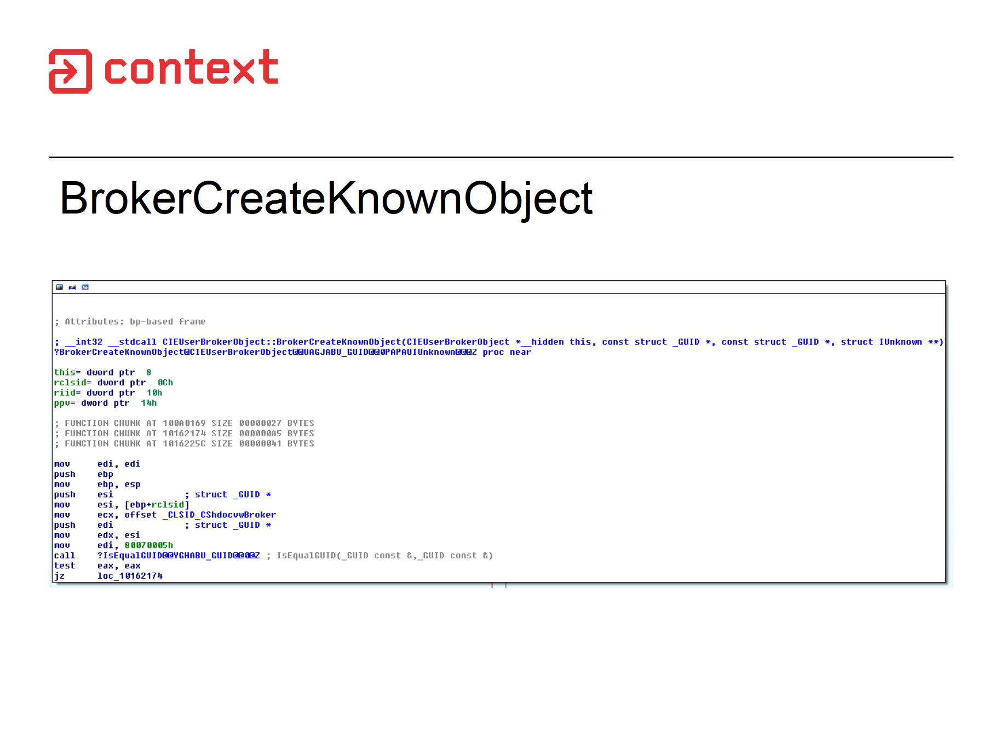 context
BrokerCreateKnownObject
; Attributes: bp-based frame
; __int32 __stdcall CIEUserBrokerObject::BrokerCreateKnownObject(CIEUserBrokerObject *__hidden this, const struct _GUID *, const struct _GUID *, struct IUnknown **)
?BrokerCreateKnownObject@CIEUserBrokerObject@@UAGJABU_GUID@@0PAPAUIUnknown@@@Z proc near
this= dword ptr  8
rclsid= dword ptr  0Ch
riid= dword ptr  10h
ppv= dword ptr  14h
; FUNCTION CHUNK AT 100A0169 SIZE 00000027 BYTES
; FUNCTION CHUNK AT 10162174 SIZE 000000A5 BYTES
; FUNCTION CHUNK AT 1016225C SIZE 00000041 BYTES
mov     edi, edi
push    ebp
mov     ebp, esp
push    esi             ; struct _GUID *
mov     esi, [ebp+rclsid]
mov     ecx, offset _CLSID_CShdocvwBroker
push    edi             ; struct _GUID *
mov     edx, esi
mov     edi, 80070005h
call    ?IsEqualGUID@@YGHABU_GUID@@0@Z ; IsEqualGUID(_GUID const &,_GUID const &)
test    eax, eax
jz      loc_10162174